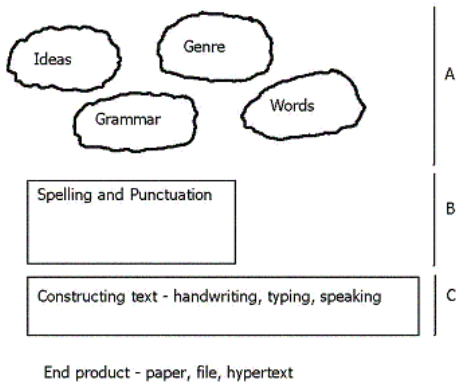 Genre
Ideas
A
Words
Grammar
Spelling and Punctuation
B
Constructing text - handwriting, typing, speaking
C
End product - paper, file, hypertext